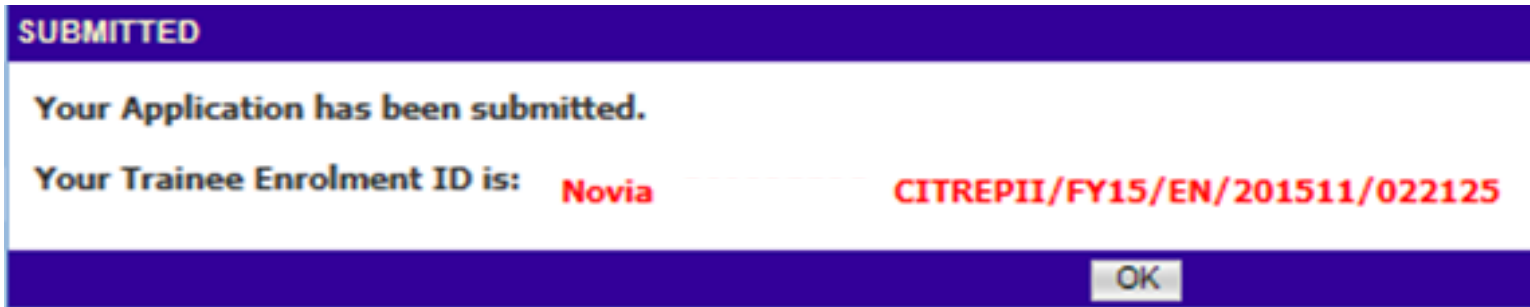 SUBMITTED
Your Application has been submitted.
Your Trainee Enrolment ID is: Novia CITREPII/FY15/EN/201511/022125
OK